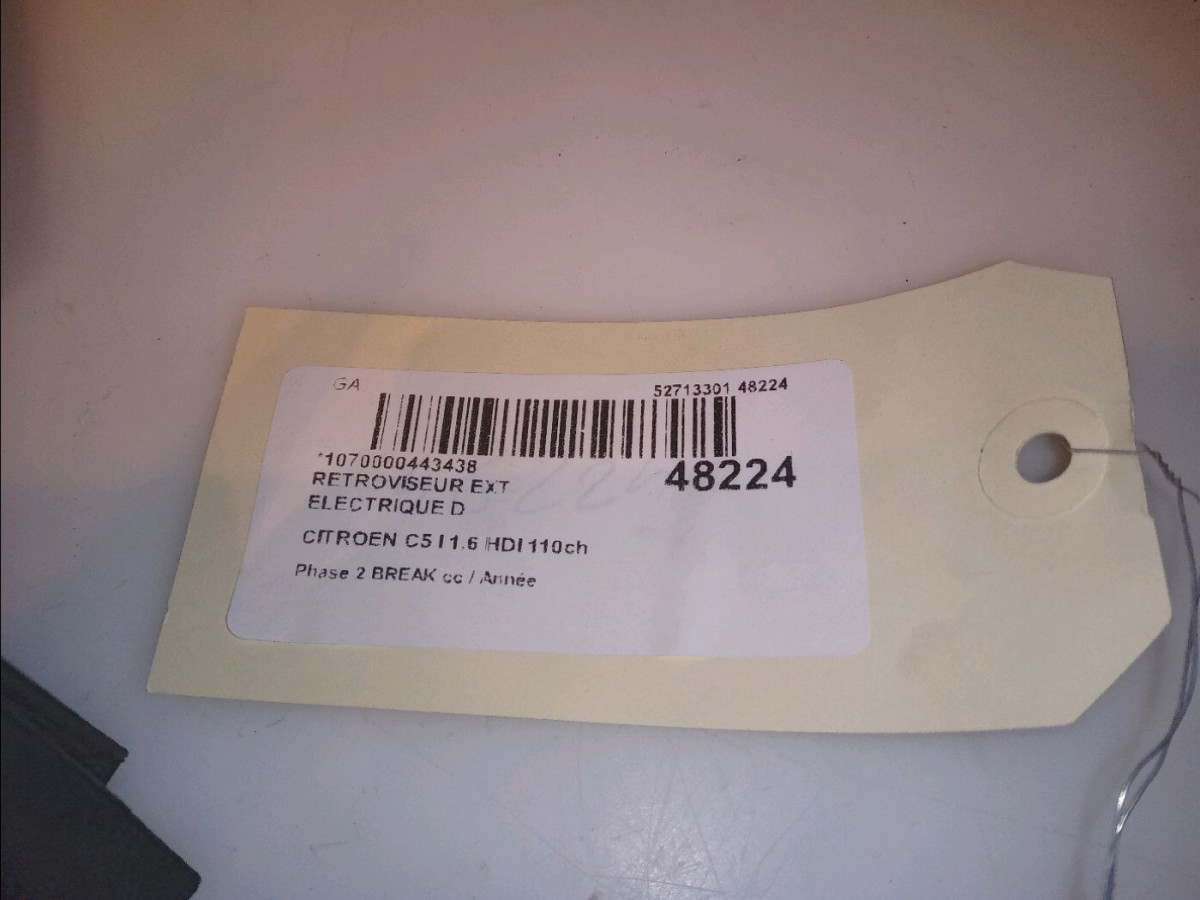 GA
52713301 48224
*1070000443438
48224
RETROVISEUR EXT
ELECTRIQUE D
CITROEN C5 I 1.6 HDI 110ch
Phase 2 BREAK cc / Année